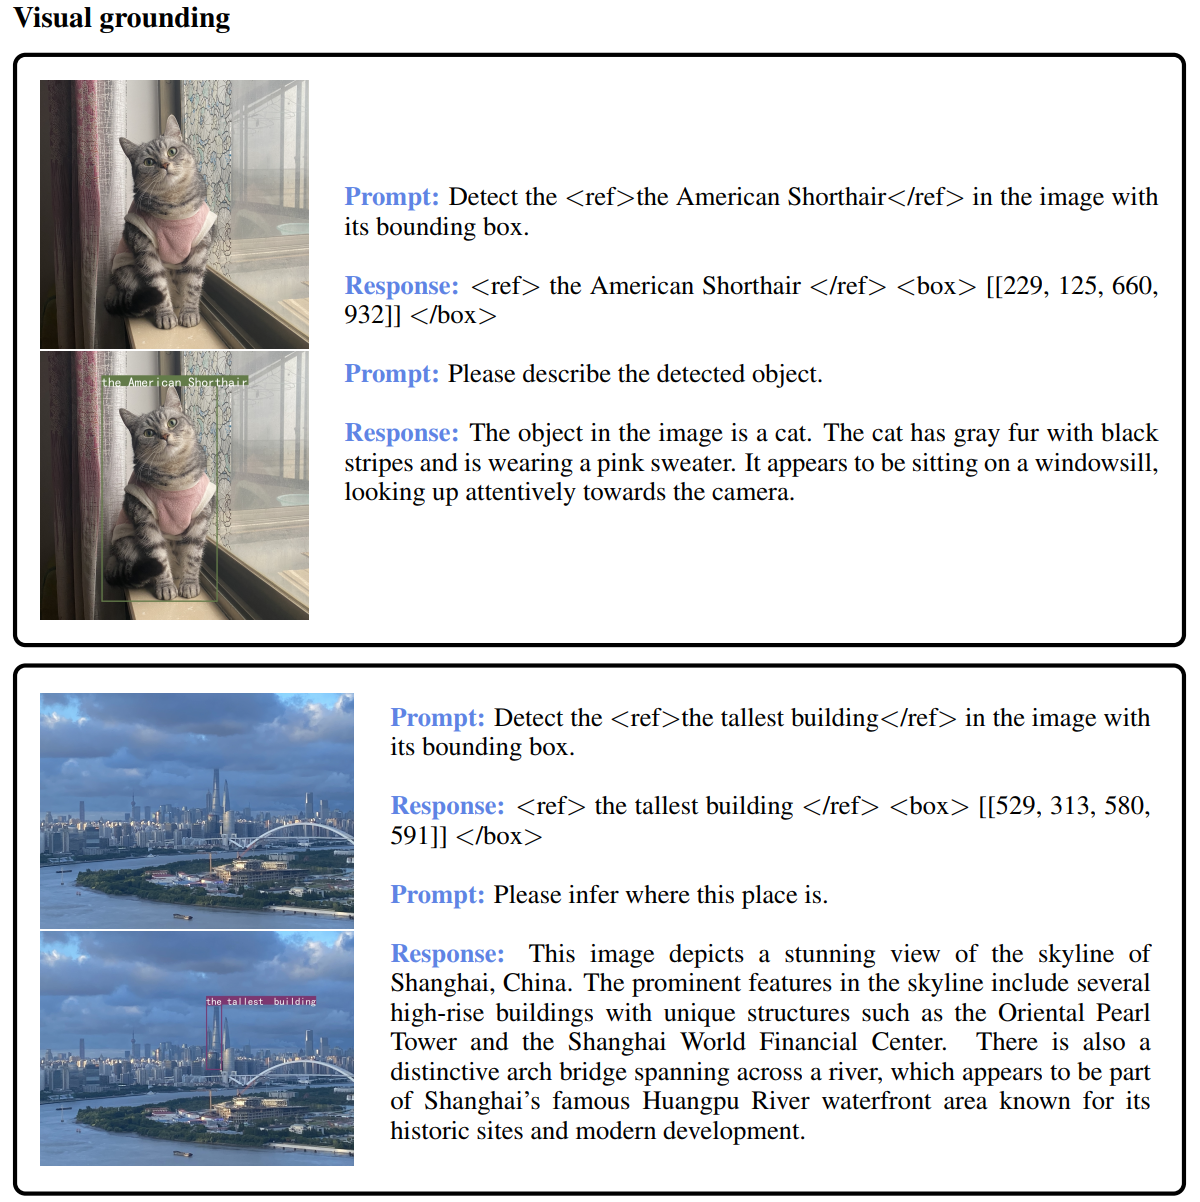 Visual grounding
Prompt: Detect the <ref>the American Shorthair</ref> in the image with
its bounding box.
Response: <ref> the American Shorthair </ref> <box> [[229, 125, 660,
932]] </box>
the American Shorthair
Prompt: Please describe the detected object.
Response: The object in the image is a cat. The cat has gray fur with black
stripes and is wearing a pink sweater. It appears to be sitting on a windowsill,
looking up attentively towards the camera.
Prompt: Detect the <ref>the tallest building</ref> in the image with
its bounding box.
Response: <ref> the tallest building </ref> <box> [[529, 313, 580,
591]] </box>
Prompt: Please infer where this place is.
Response: This image depicts a stunning view of the skyline of
Shanghai, China. The prominent features in the skyline include several
the tallest building
high-rise buildings with unique structures such as the Oriental Pearl
Tower and the Shanghai World Financial Center. There is also a
distinctive arch bridge spanning across a river, which appears to be part
of Shanghai's famous Huangpu River waterfront area known for its
historic sites and modern development.